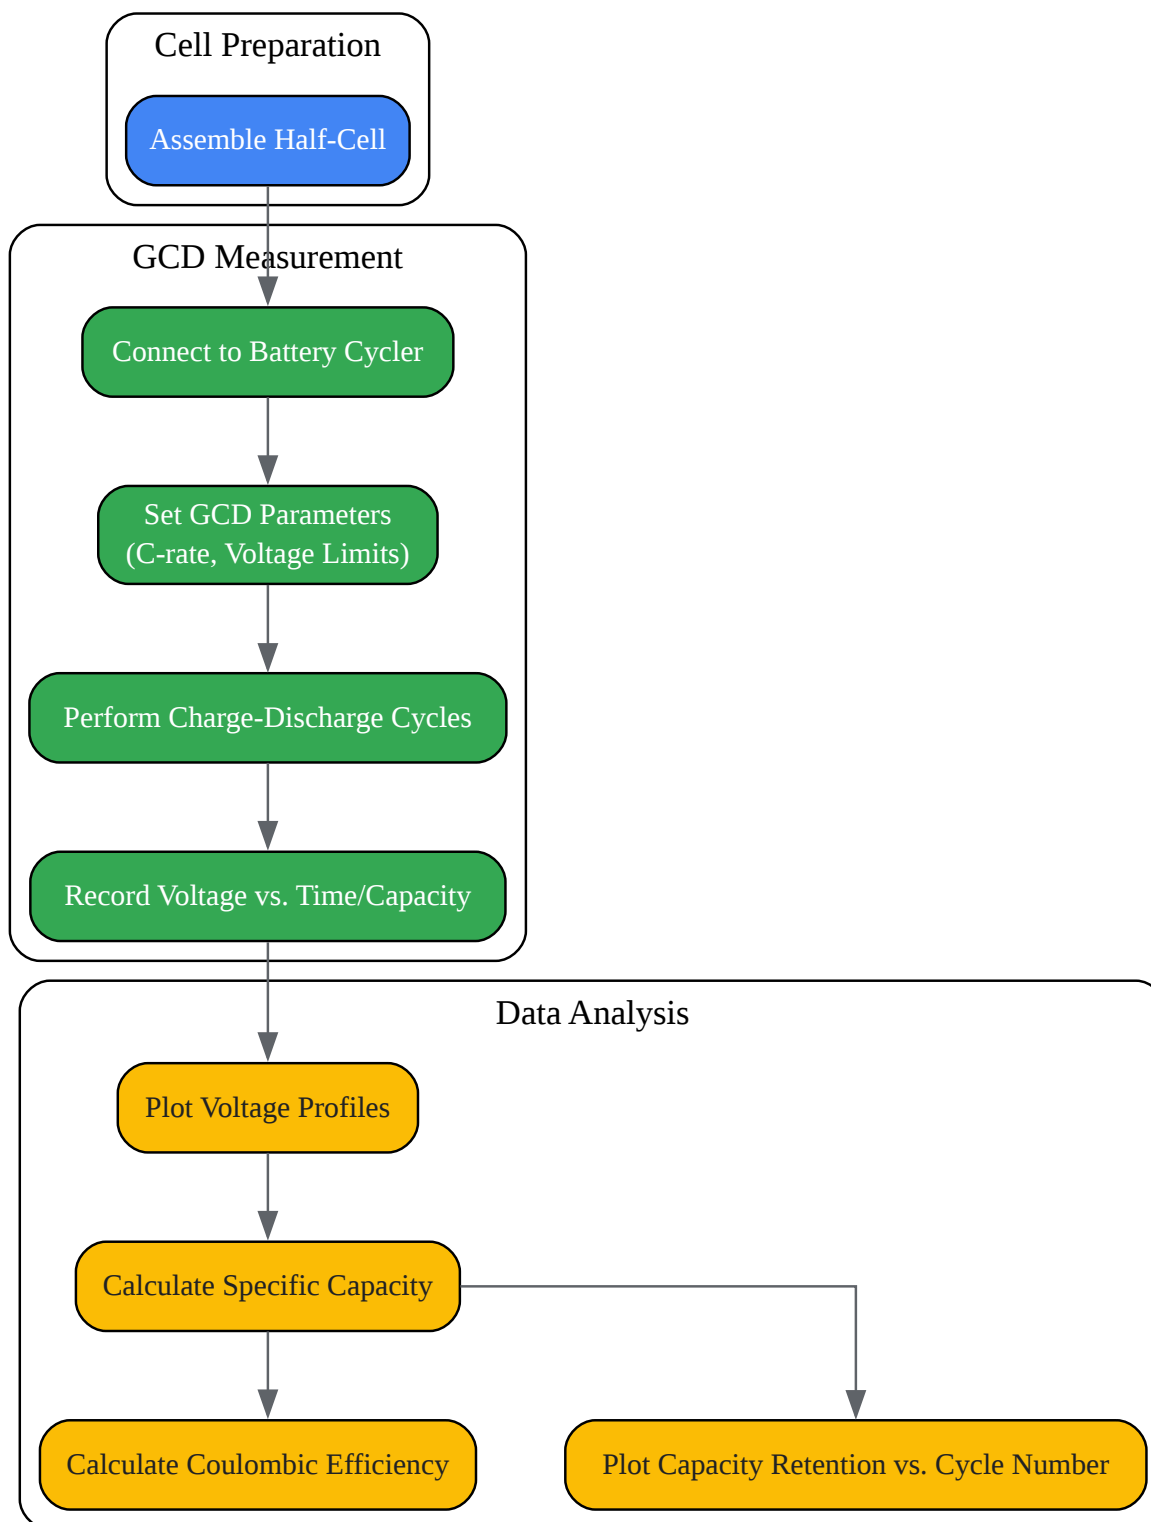 Cell Preparation
Assemble Half-Cell
GCD Measurement
Connect to Battery Cycler
Set GCD Parameters
(C-rate, Voltage Limits)
Perform Charge-Discharge Cycles
Record Voltage vs. Time/Capacity
Data Analysis
Plot Voltage Profiles
Calculate Specific Capacity
Calculate Coulombic Efficiency
Plot Capacity Retention vs. Cycle Number